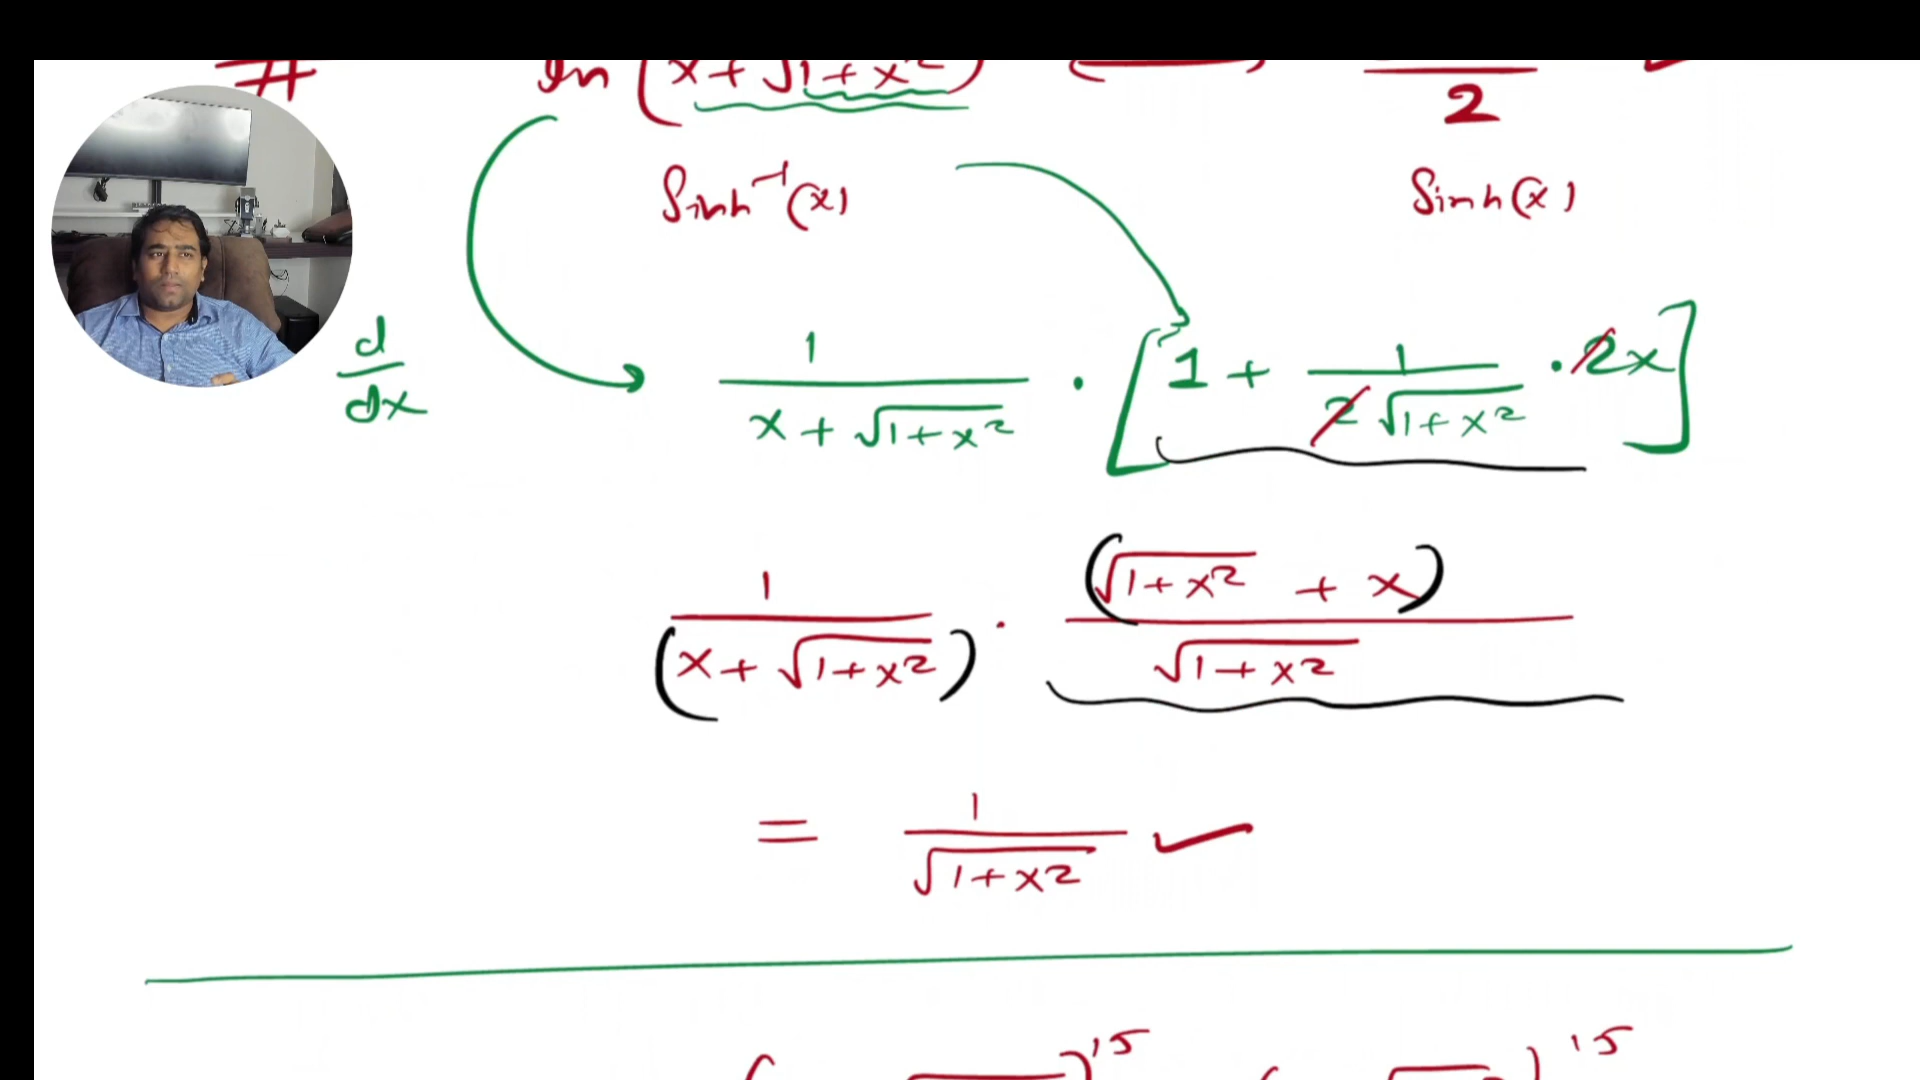 ln (x + √1+x²)
2
Sinh⁻¹(x) Sinh(x)
d/dx 1/(x + √1+x²) · [1 + 1/(2√1+x²) · 2x]
1/(x + √1+x²) · (√1+x² + x)/√1+x²
= 1/√1+x² ✓
)¹⁵ )¹⁵